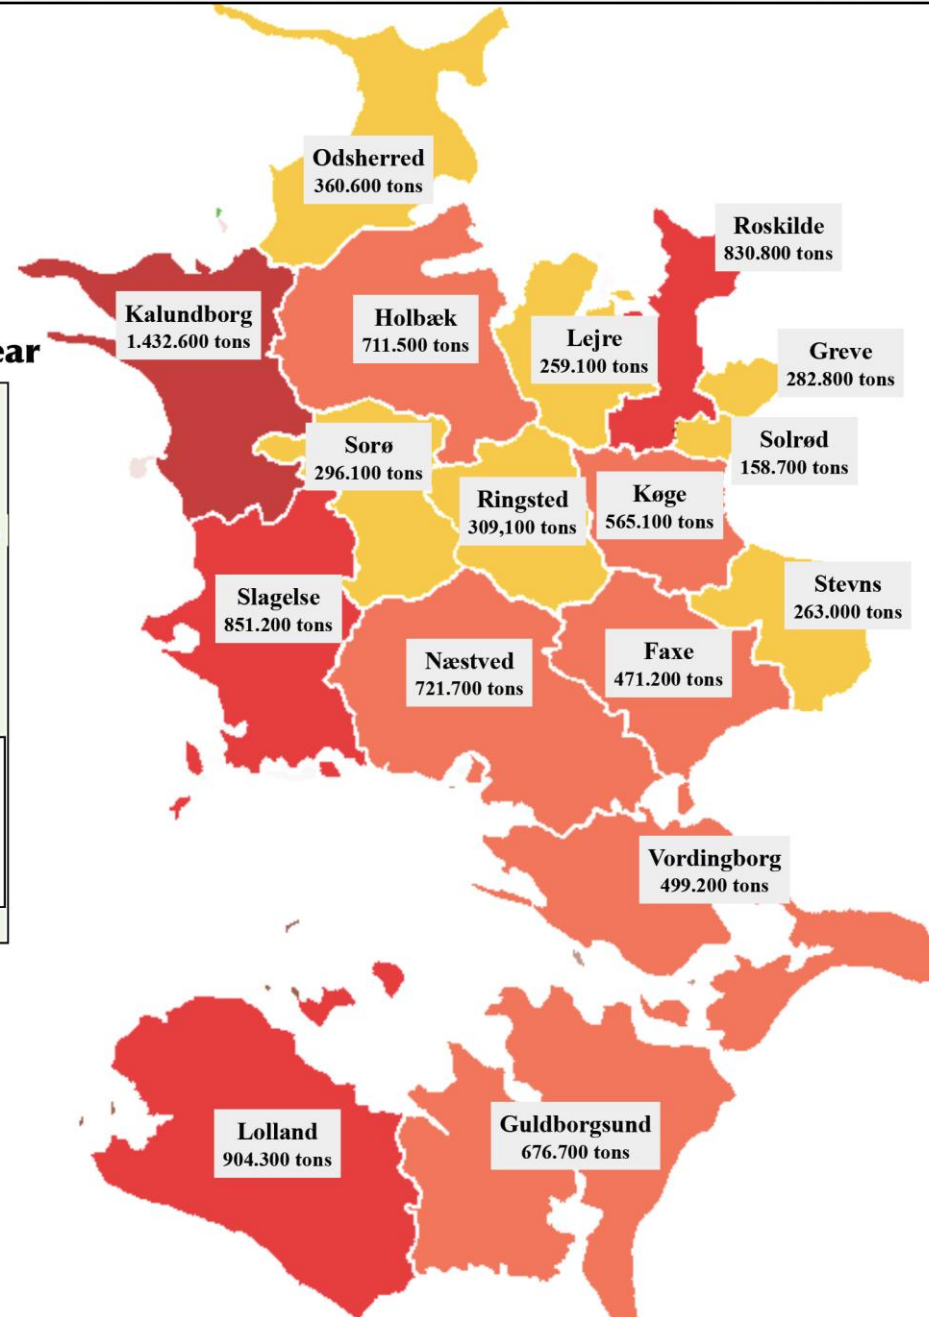 Odsherred
360.600 tons
Roskilde
830.800 tons
Kalundborg
1.432.600 tons
Holbæk
711.500 tons
Lejre
259.100 tons
Greve
282.800 tons
Sorø
296.100 tons
Solrød
158.700 tons
Ringsted
309,100 tons
Køge
565.100 tons
Slagelse
851.200 tons
Stevns
263.000 tons
Næstved
721.700 tons
Faxe
471.200 tons
Vordingborg
499.200 tons
Lolland
904.300 tons
Guldborgsund
676.700 tons